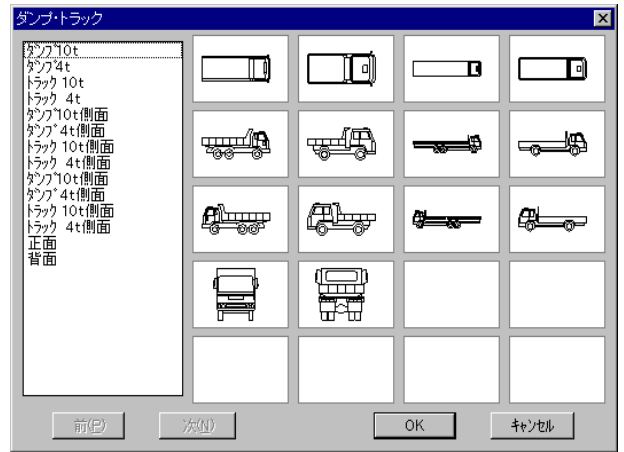 ダンプ・トラック
ﾀﾞﾝﾌﾟ10t
ﾀﾞﾝﾌﾟ4t
ﾄﾗｯｸ 10t
ﾄﾗｯｸ 4t
ﾀﾞﾝﾌﾟ10t側面
ﾀﾞﾝﾌﾟ4t側面
ﾄﾗｯｸ 10t側面
ﾄﾗｯｸ 4t側面
ﾀﾞﾝﾌﾟ10t側面
ﾀﾞﾝﾌﾟ4t側面
ﾄﾗｯｸ 10t側面
ﾄﾗｯｸ 4t側面
正面
背面
前(P)
次(N)
OK
ｷｬﾝｾﾙ